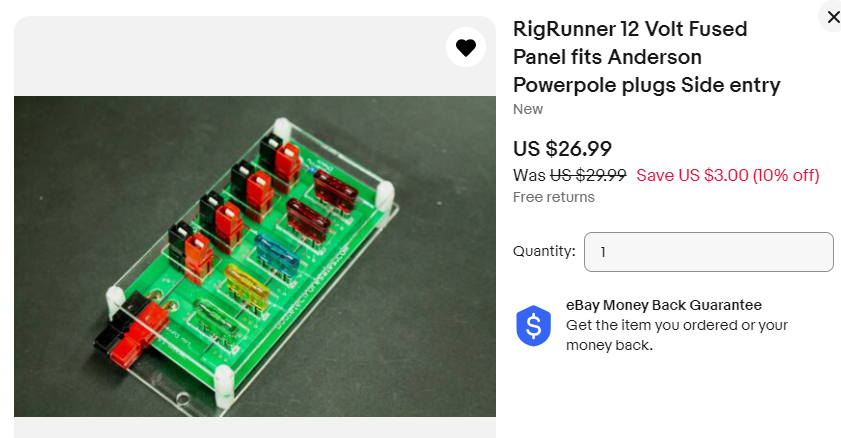 RigRunner 12 Volt Fused
Panel fits Anderson
Powerpole plugs Side entry
New
US $26.99
Was US $29.99 Save US $3.00 (10% off)
Free returns
Quantity: 1
eBay Money Back Guarantee
Get the item you ordered or your
money back.